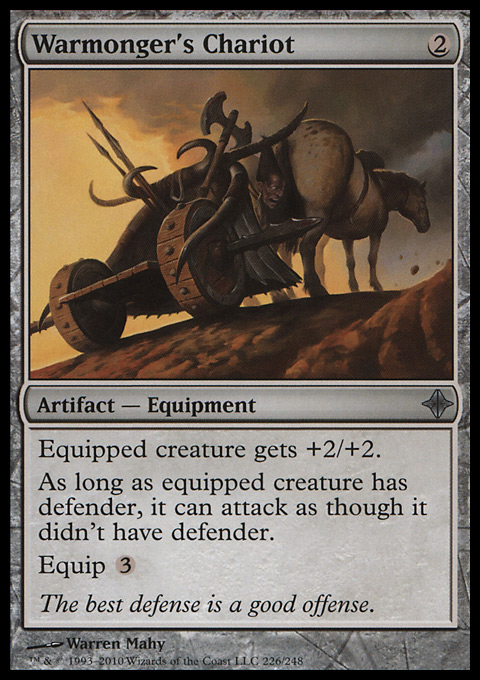 Warmonger's Chariot 2
Artifact — Equipment
Equipped creature gets +2/+2.
As long as equipped creature has
defender, it can attack as though it
didn't have defender.
Equip 3
The best defense is a good offense.
Warren Mahy
™ & © 1993–2010 Wizards of the Coast LLC 226/248